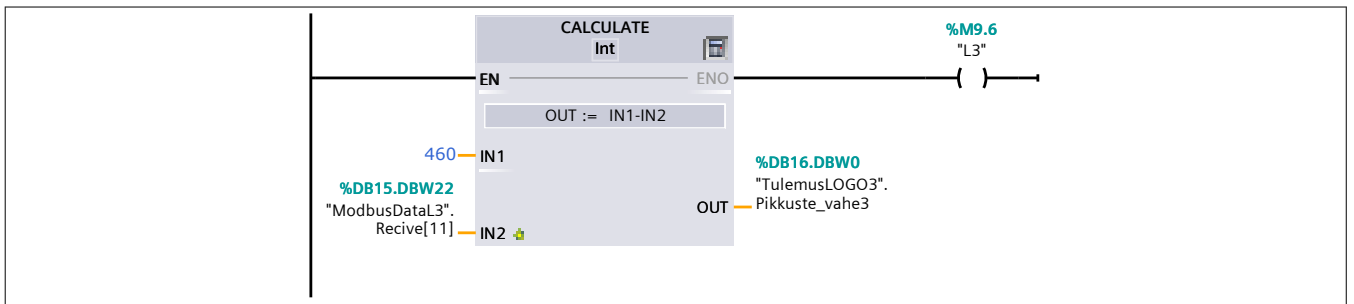 CALCULATE
Int
%M9.6
"L3"
EN
ENO
OUT := IN1-IN2
460
IN1
%DB15.DBW22
"ModbusDataL3".
Recive[11]
IN2
%DB16.DBW0
"TulemusLOGO3".
Pikkuste_vahe3
OUT